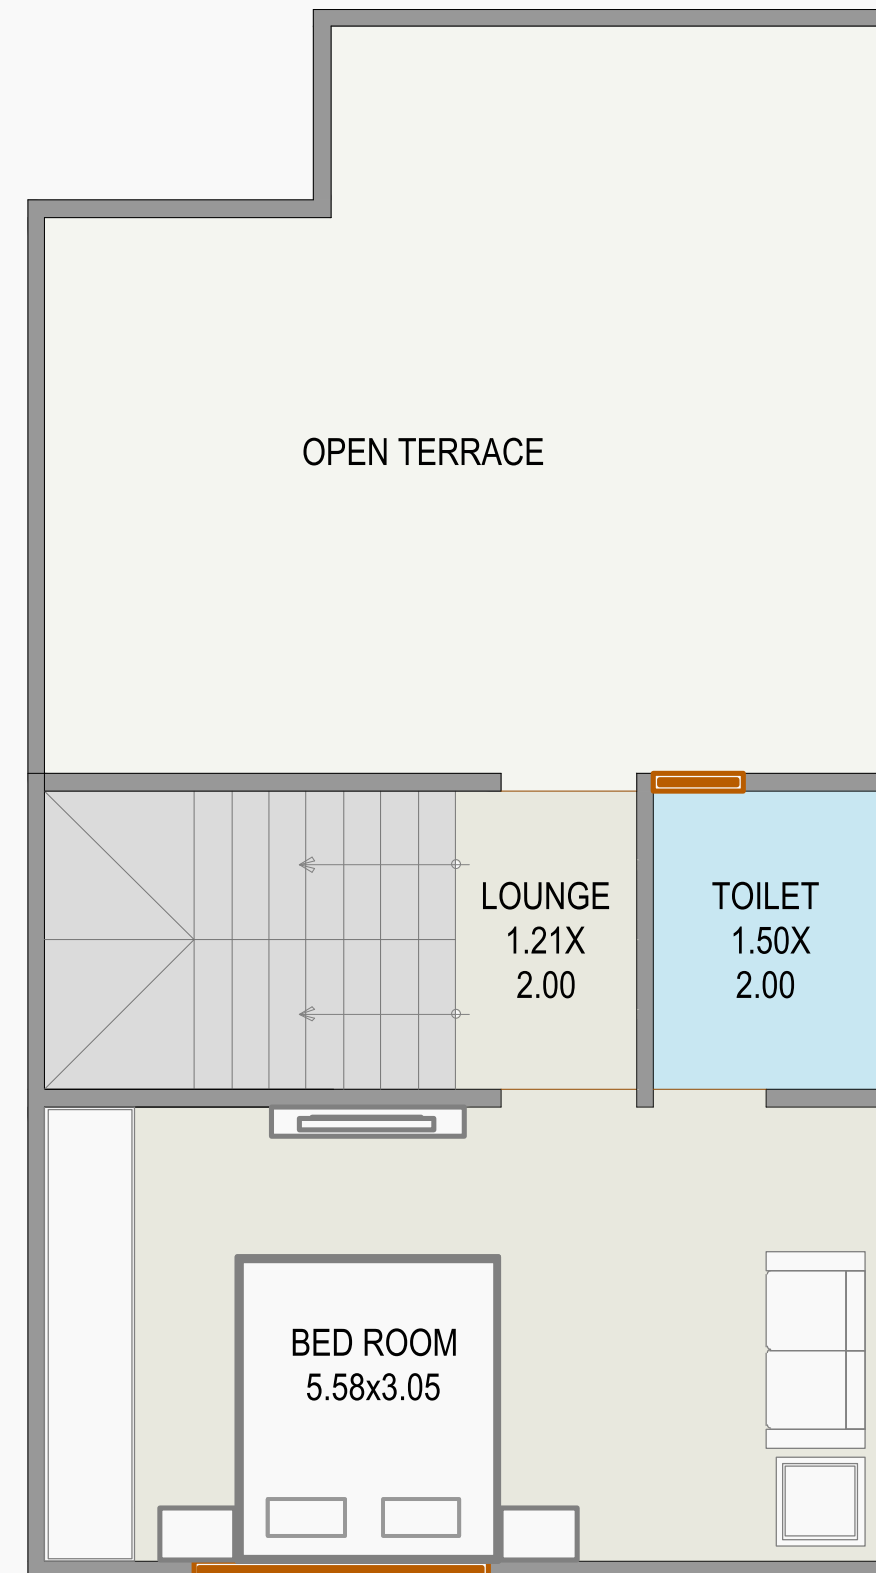 OPEN TERRACE
LOUNGE
1.21X
2.00
TOILET
1.50X
2.00
BED ROOM
5.58x3.05